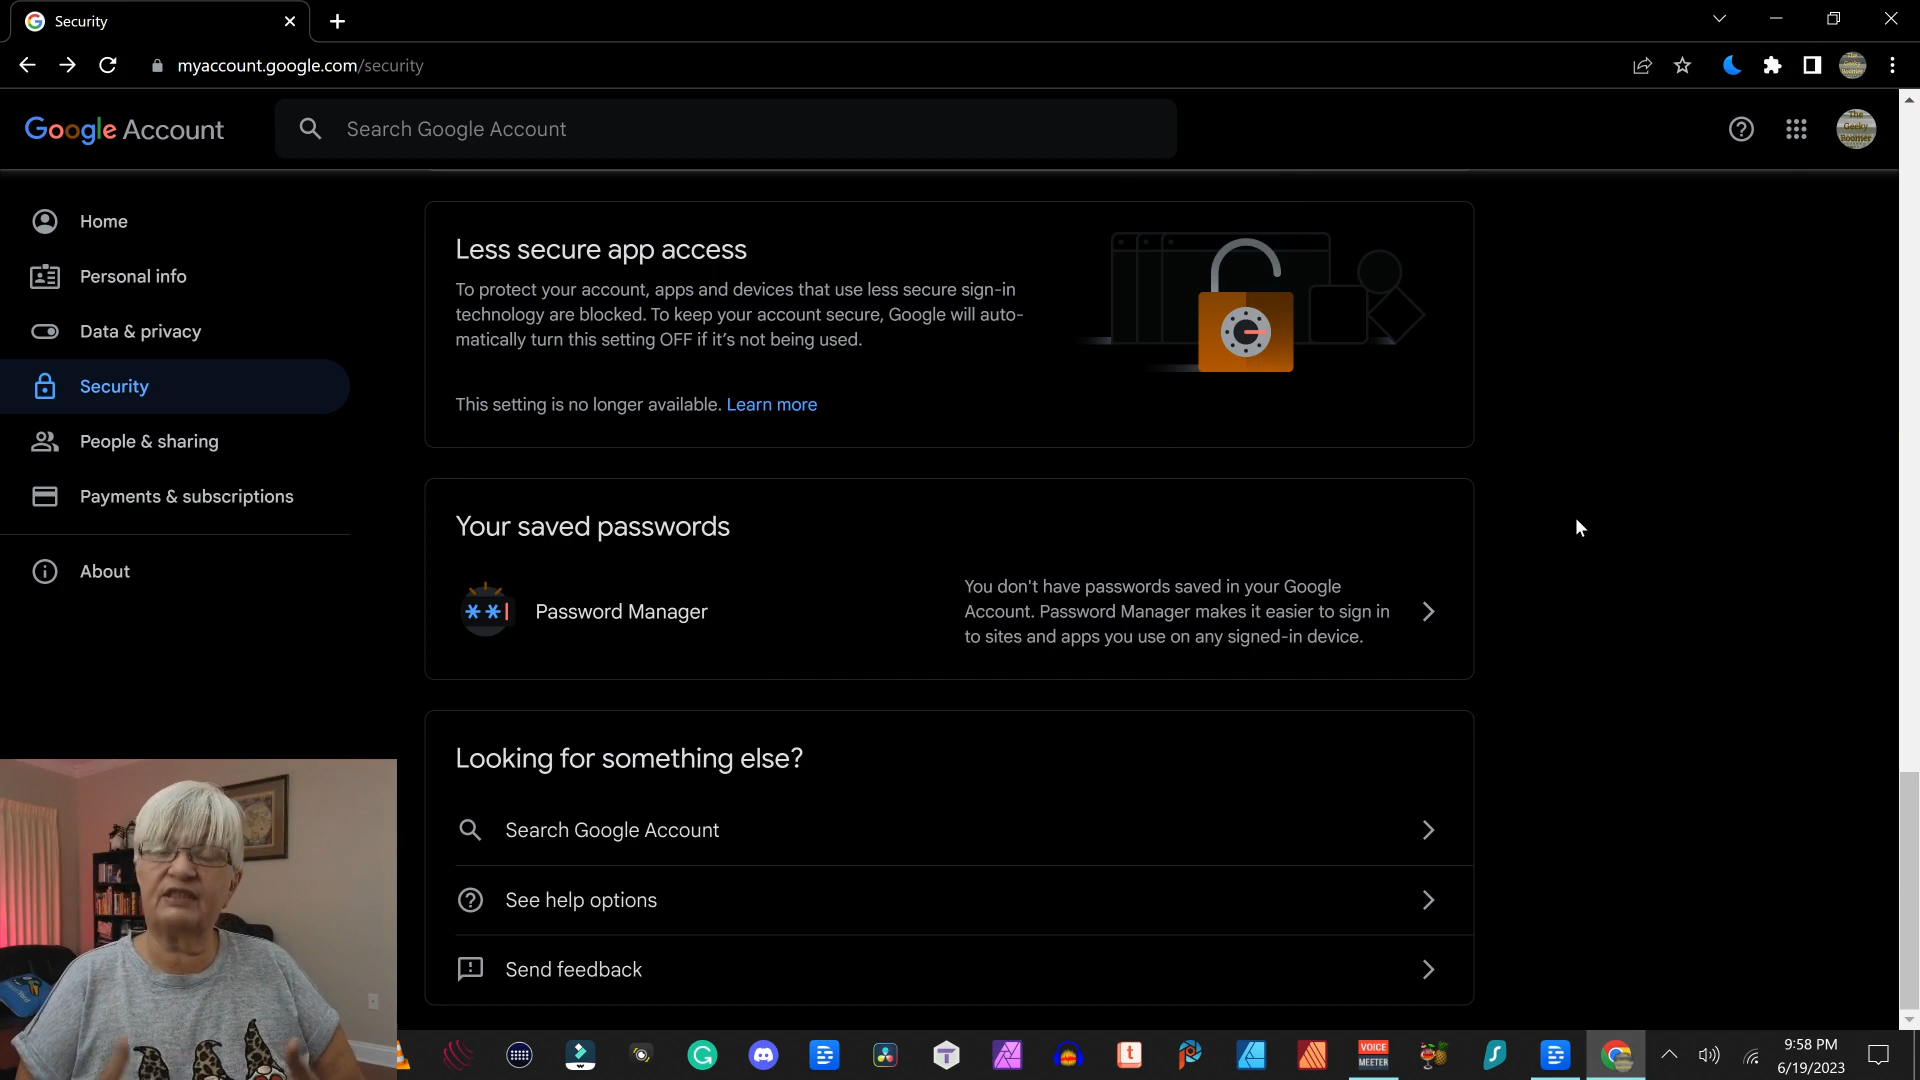 Security
myaccount.google.com/security
Google Account
Search Google Account
Home
Personal info
Data & privacy
Security
People & sharing
Payments & subscriptions
About
Less secure app access
To protect your account, apps and devices that use less secure sign-in
technology are blocked. To keep your account secure, Google will auto-
matically turn this setting OFF if it's not being used.
This setting is no longer available. Learn more
Your saved passwords
Password Manager
You don't have passwords saved in your Google
Account. Password Manager makes it easier to sign in
to sites and apps you use on any signed-in device.
Looking for something else?
Search Google Account
See help options
Send feedback
VOICE
MEETER
9:58 PM
6/19/2023